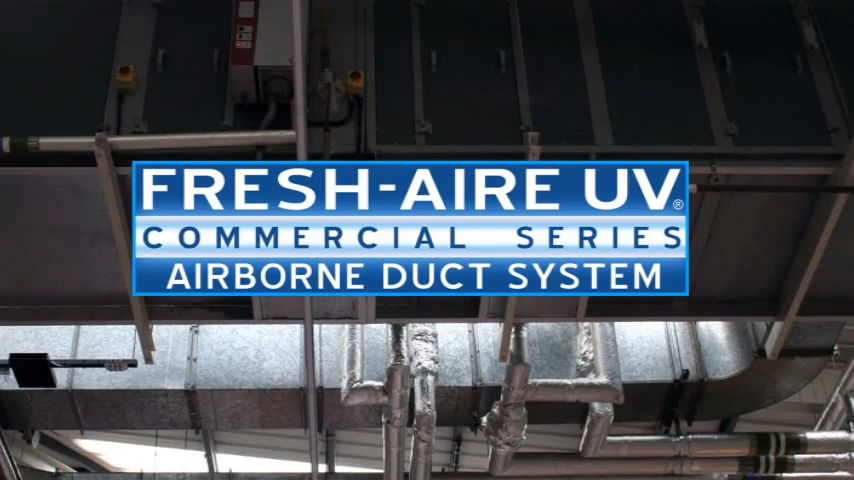 FRESH-AIRE UV®
COMMERCIAL SERIES
AIRBORNE DUCT SYSTEM